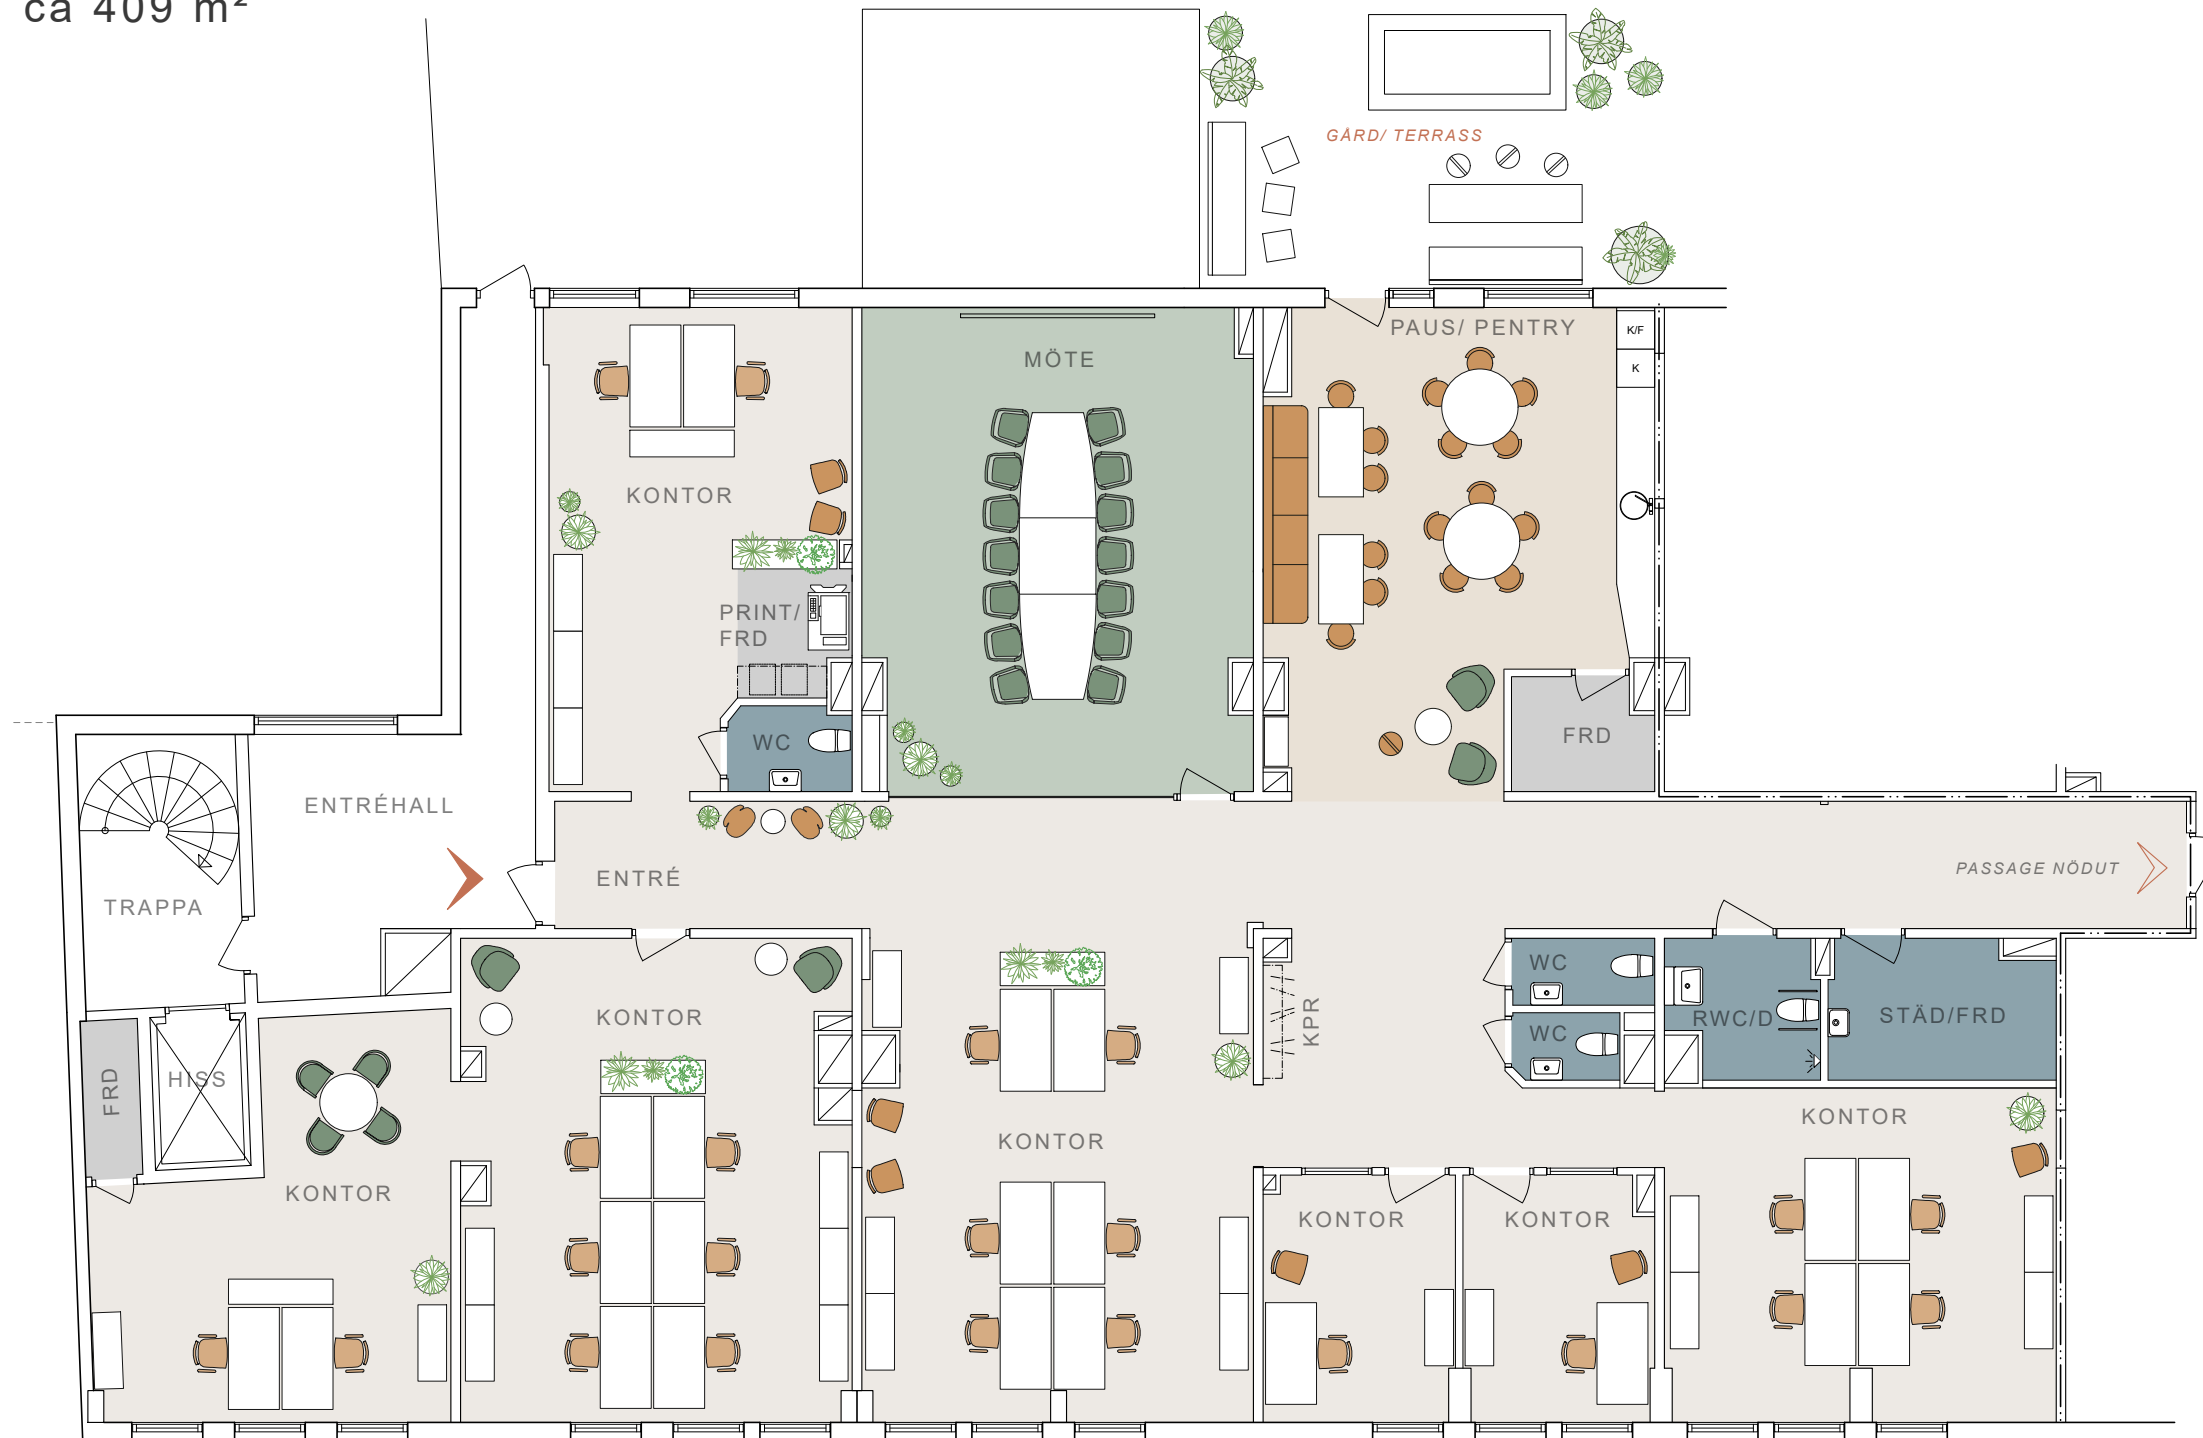 ca 409 m²
GÅRD/ TERRASS
PAUS/ PENTRY
K/F
K
MÖTE
KONTOR
PRINT/
FRD
WC
FRD
ENTRÉHALL
ENTRÉ
PASSAGE NÖDUT
TRAPPA
WC
WC
RWC/D
STÄD/FRD
KPR
KONTOR
HISS
FRD
KONTOR
KONTOR
KONTOR
KONTOR
KONTOR
KONTOR